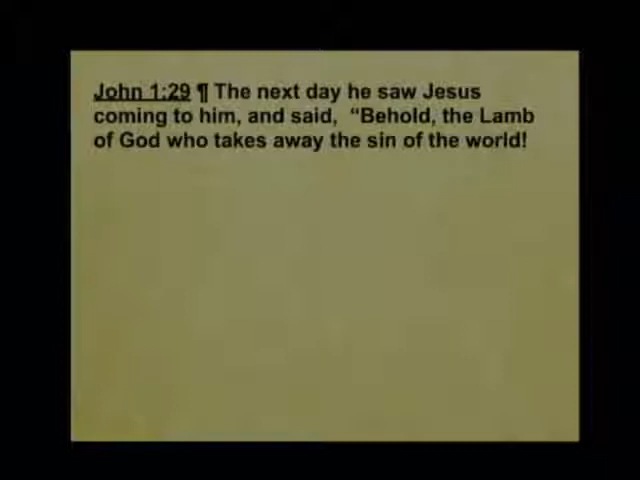 John 1:29 ¶ The next day he saw Jesus
coming to him, and said, “Behold, the Lamb
of God who takes away the sin of the world!